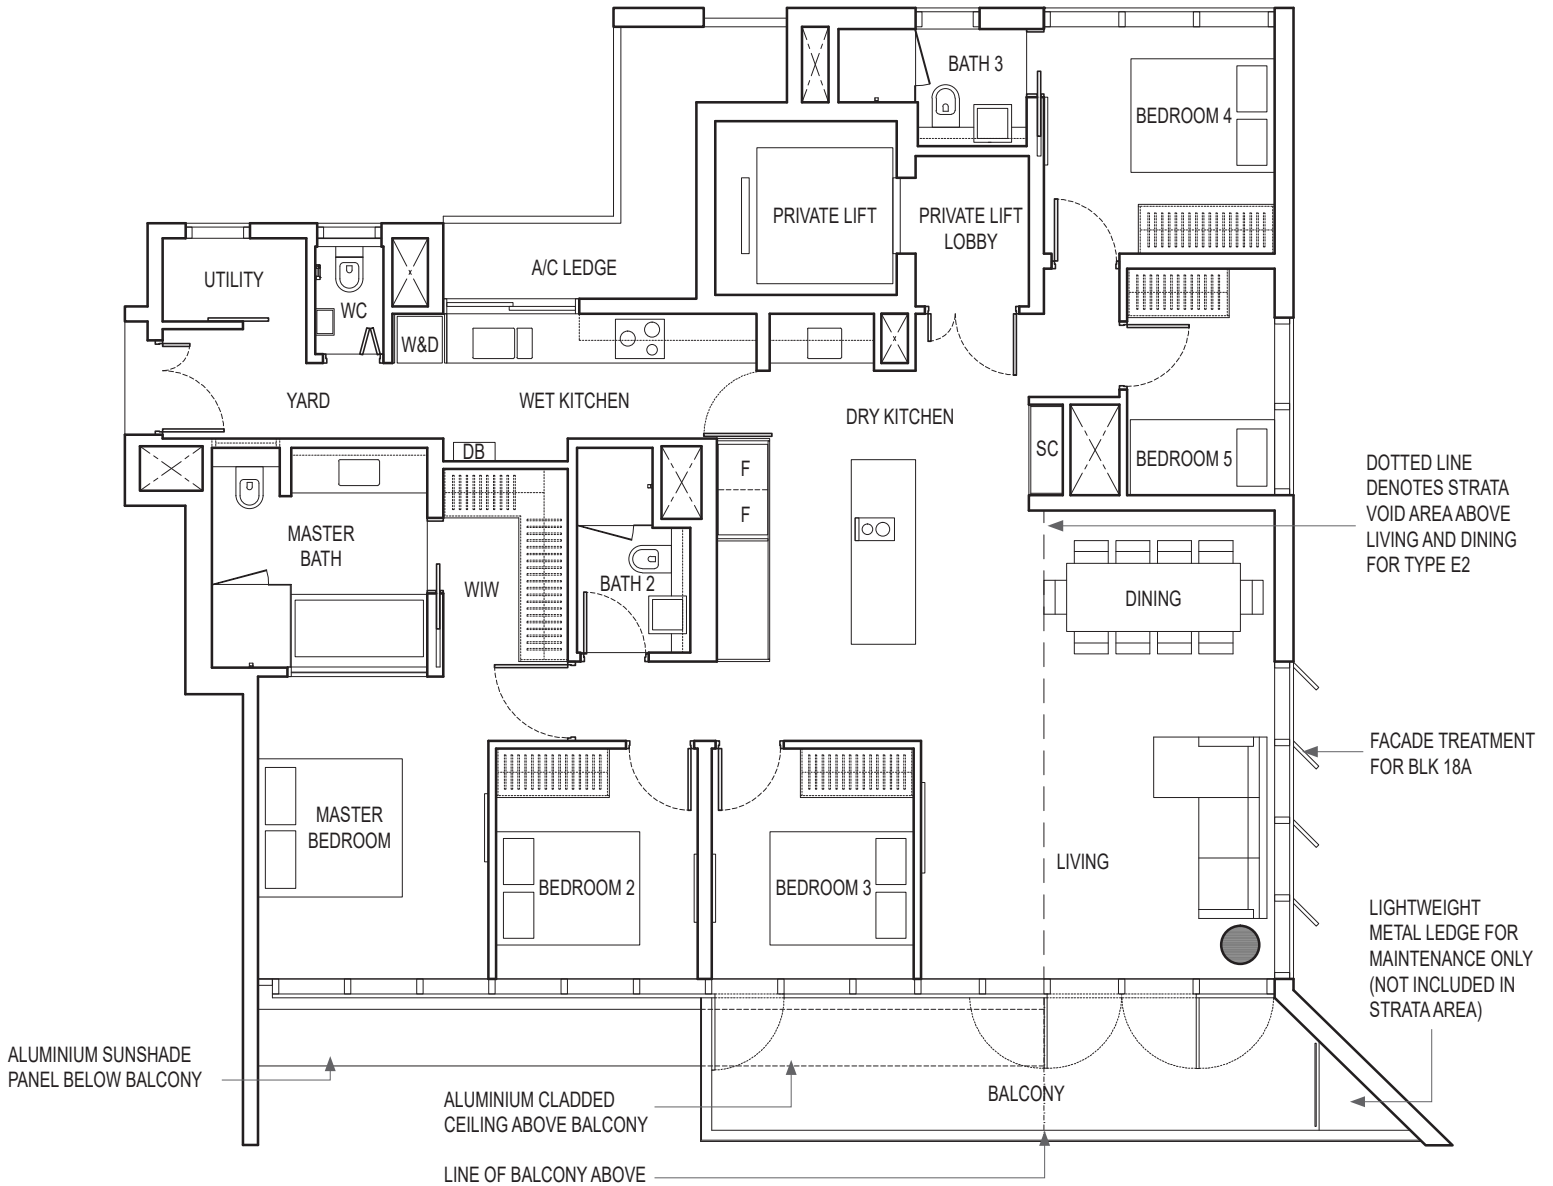 BATH 3
BEDROOM 4
PRIVATE LIFT
PRIVATE LIFT
LOBBY
A/C LEDGE
UTILITY
WC
W&D
YARD
WET KITCHEN
DRY KITCHEN
DB
F
F
SC
BEDROOM 5
DOTTED LINE
DENOTES STRATA
VOID AREA ABOVE
LIVING AND DINING
FOR TYPE E2
MASTER
BATH
WIW
BATH 2
DINING
FACADE TREATMENT
FOR BLK 18A
MASTER
BEDROOM
BEDROOM 2
BEDROOM 3
LIVING
LIGHTWEIGHT
METAL LEDGE FOR
MAINTENANCE ONLY
(NOT INCLUDED IN
STRATA AREA)
ALUMINIUM SUNSHADE
PANEL BELOW BALCONY
ALUMINIUM CLADDED
CEILING ABOVE BALCONY
BALCONY
LINE OF BALCONY ABOVE